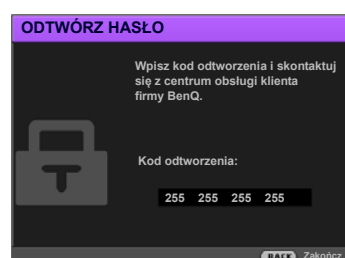 ODTWÓRZ HASŁO
Wpisz kod odtworzenia i skontaktuj
się z centrum obsługi klienta
firmy BenQ.
Kod odtworzenia:
255 255 255 255
BACK Zakończ